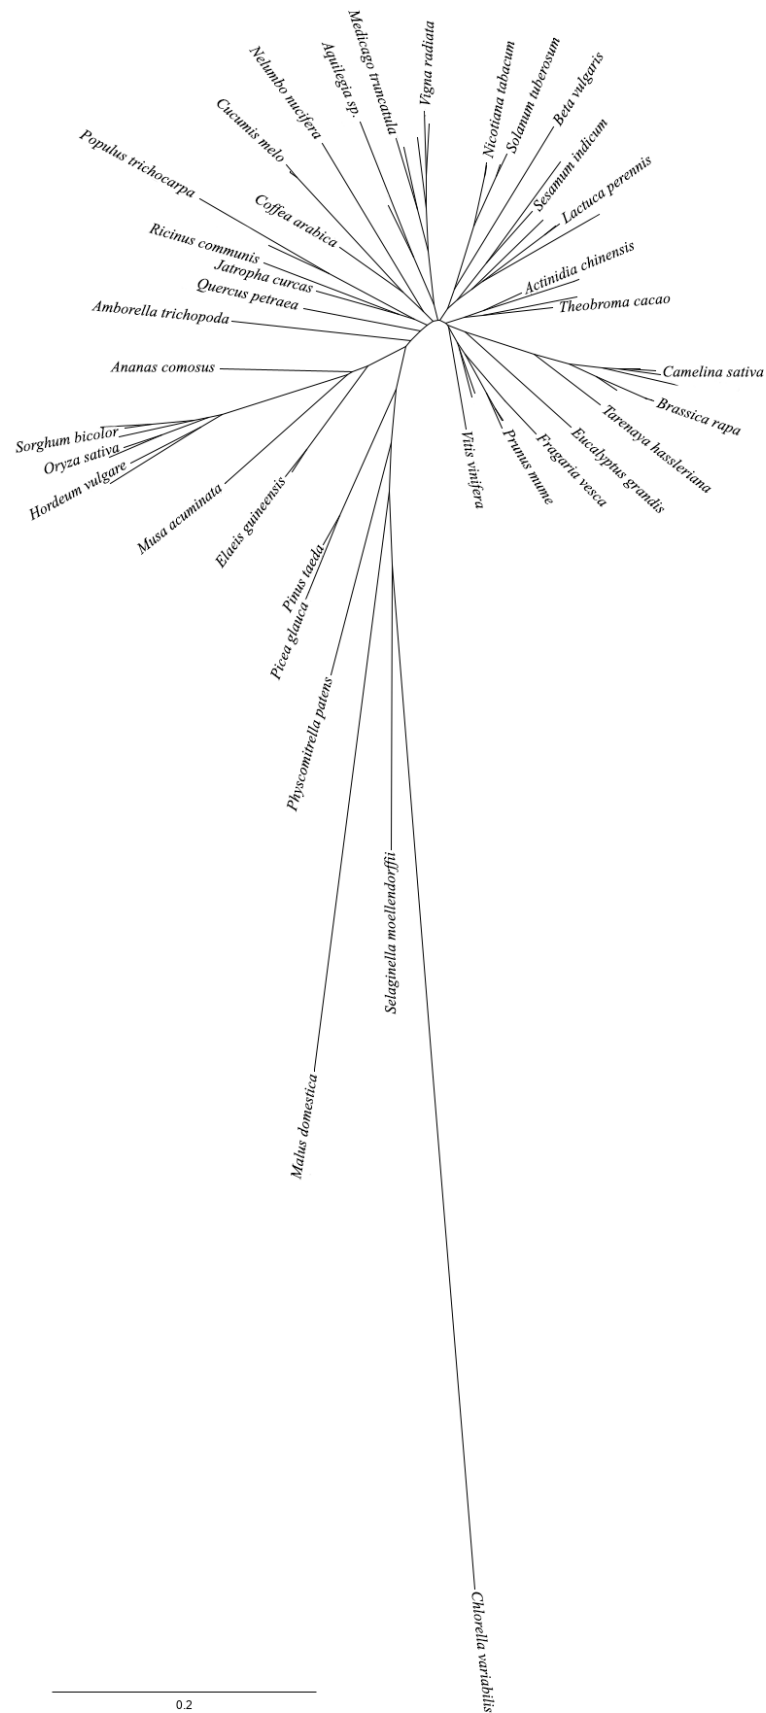 Medicago truncatula
Vigna radiata
Aquilegia sp.
Nelumbo nucifera
Nicotiana tabacum
Solanum tuberosum
Beta vulgaris
Cucumis melo
Sesamum indicum
Populus trichocarpa
Lactuca perennis
Coffea arabica
Ricinus communis
Jatropha curcas
Actinidia chinensis
Quercus petraea
Theobroma cacao
Amborella trichopoda
Ananas comosus
Camelina sativa
Brassica rapa
Tarenaya hassleriana
Sorghum bicolor
Oryza sativa
Hordeum vulgare
Vitis vinifera
Prunus mume
Fragaria vesca
Eucalyptus grandis
Musa acuminata
Elaeis guineensis
Pinus taeda
Picea glauca
Physcomitrella patens
Selaginella moellendorffii
Malus domestica
Chlorella variabilis
0.2